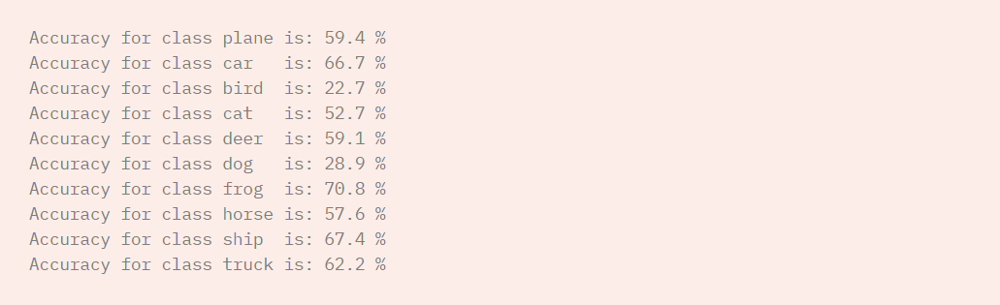 Accuracy for class plane is: 59.4 %
Accuracy for class car   is: 66.7 %
Accuracy for class bird  is: 22.7 %
Accuracy for class cat   is: 52.7 %
Accuracy for class deer  is: 59.1 %
Accuracy for class dog   is: 28.9 %
Accuracy for class frog  is: 70.8 %
Accuracy for class horse is: 57.6 %
Accuracy for class ship  is: 67.4 %
Accuracy for class truck is: 62.2 %